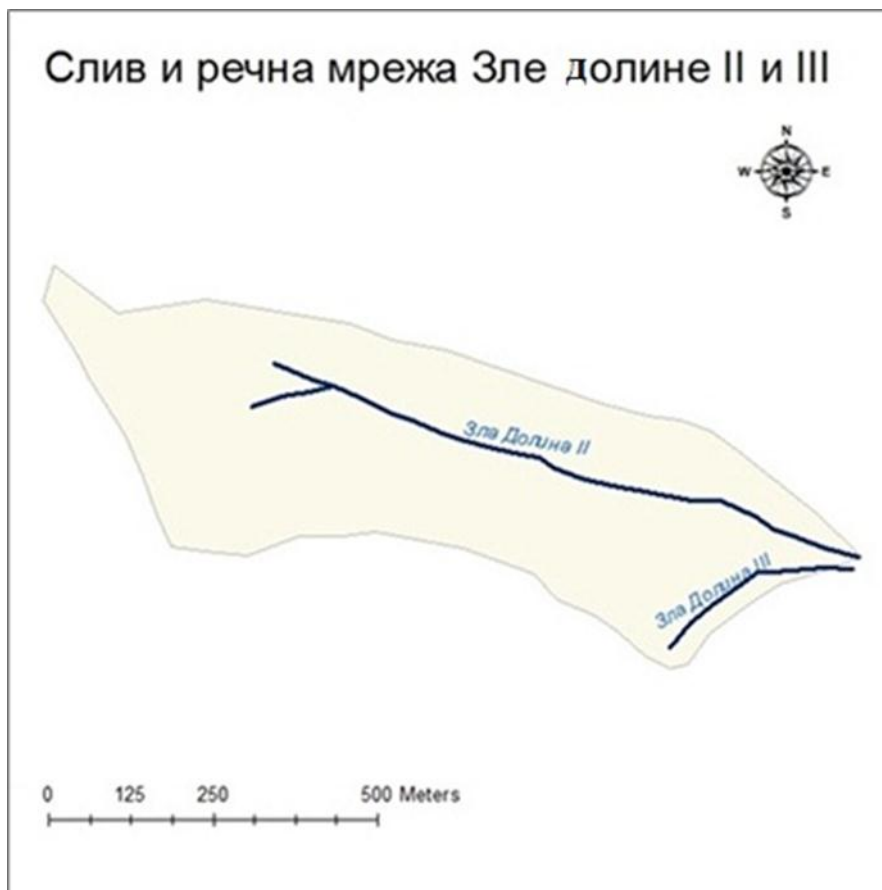 Слив и речна мрежа Зле долине II и III
N
W E
S
Зла Долина II
Зла Долина III
0 125 250 500 Meters